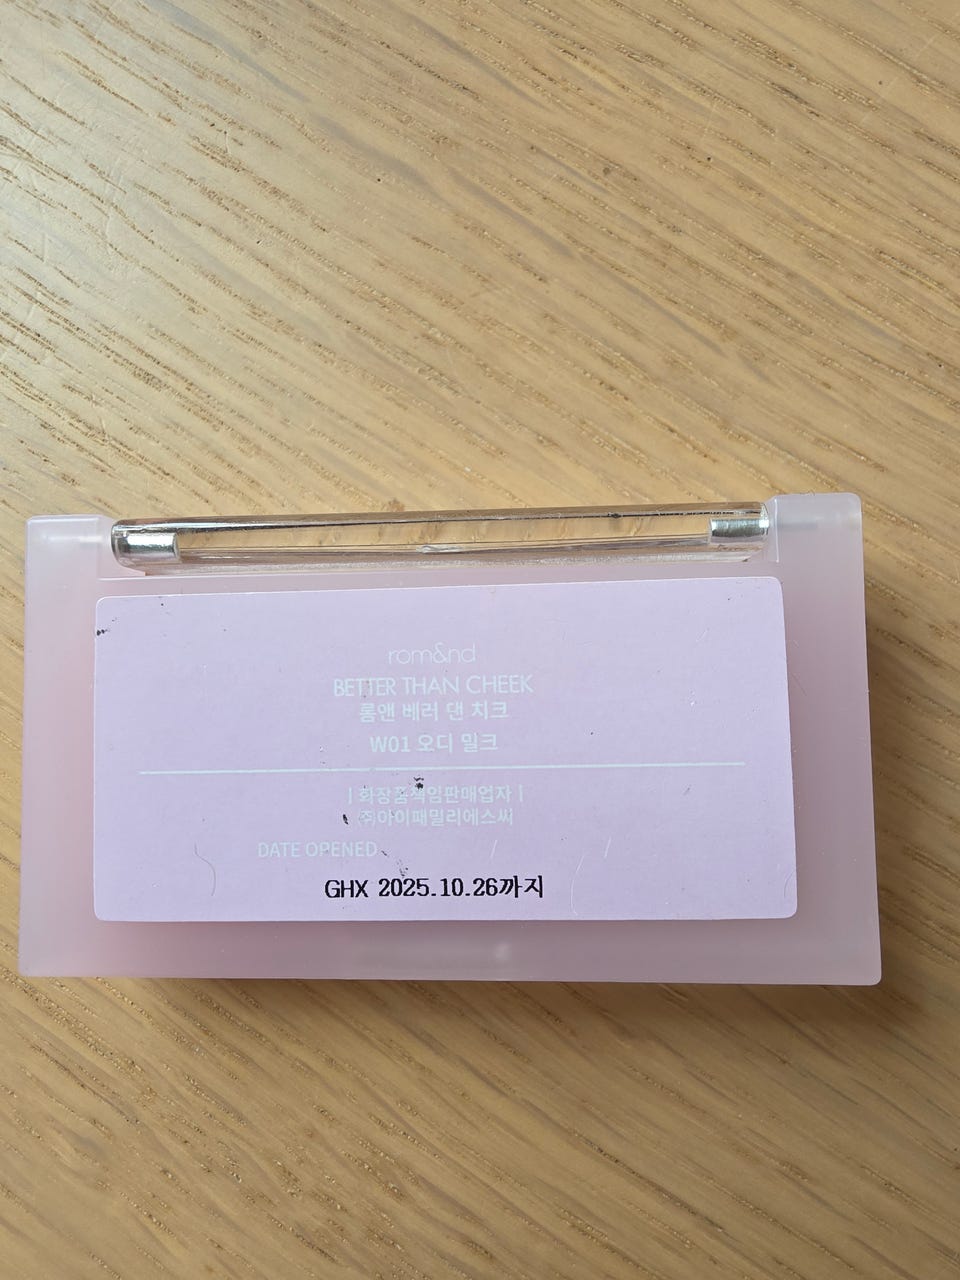 rom&nd
BETTER THAN CHEEK
롬앤 베러 댄 치크
W01 오디 밀크
| 화장품책임판매업자 |
㈜아이패밀리에스씨
DATE OPENED / /
GHX 2025.10.26까지